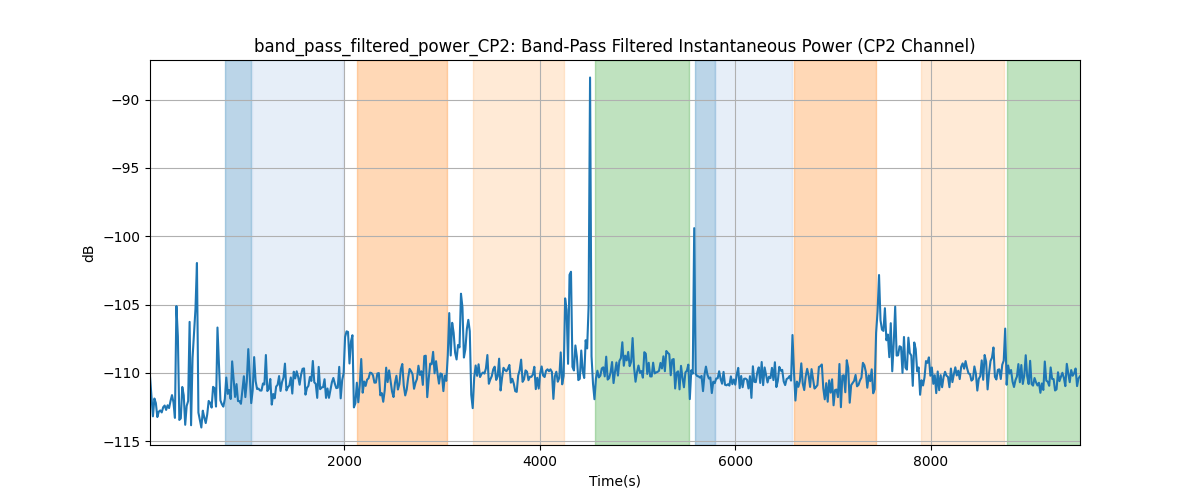 band_pass_filtered_power_CP2: Band-Pass Filtered Instantaneous Power (CP2 Channel)
−90
−95
−100
−105
−110
−115
dB
2000 4000 6000 8000
Time(s)